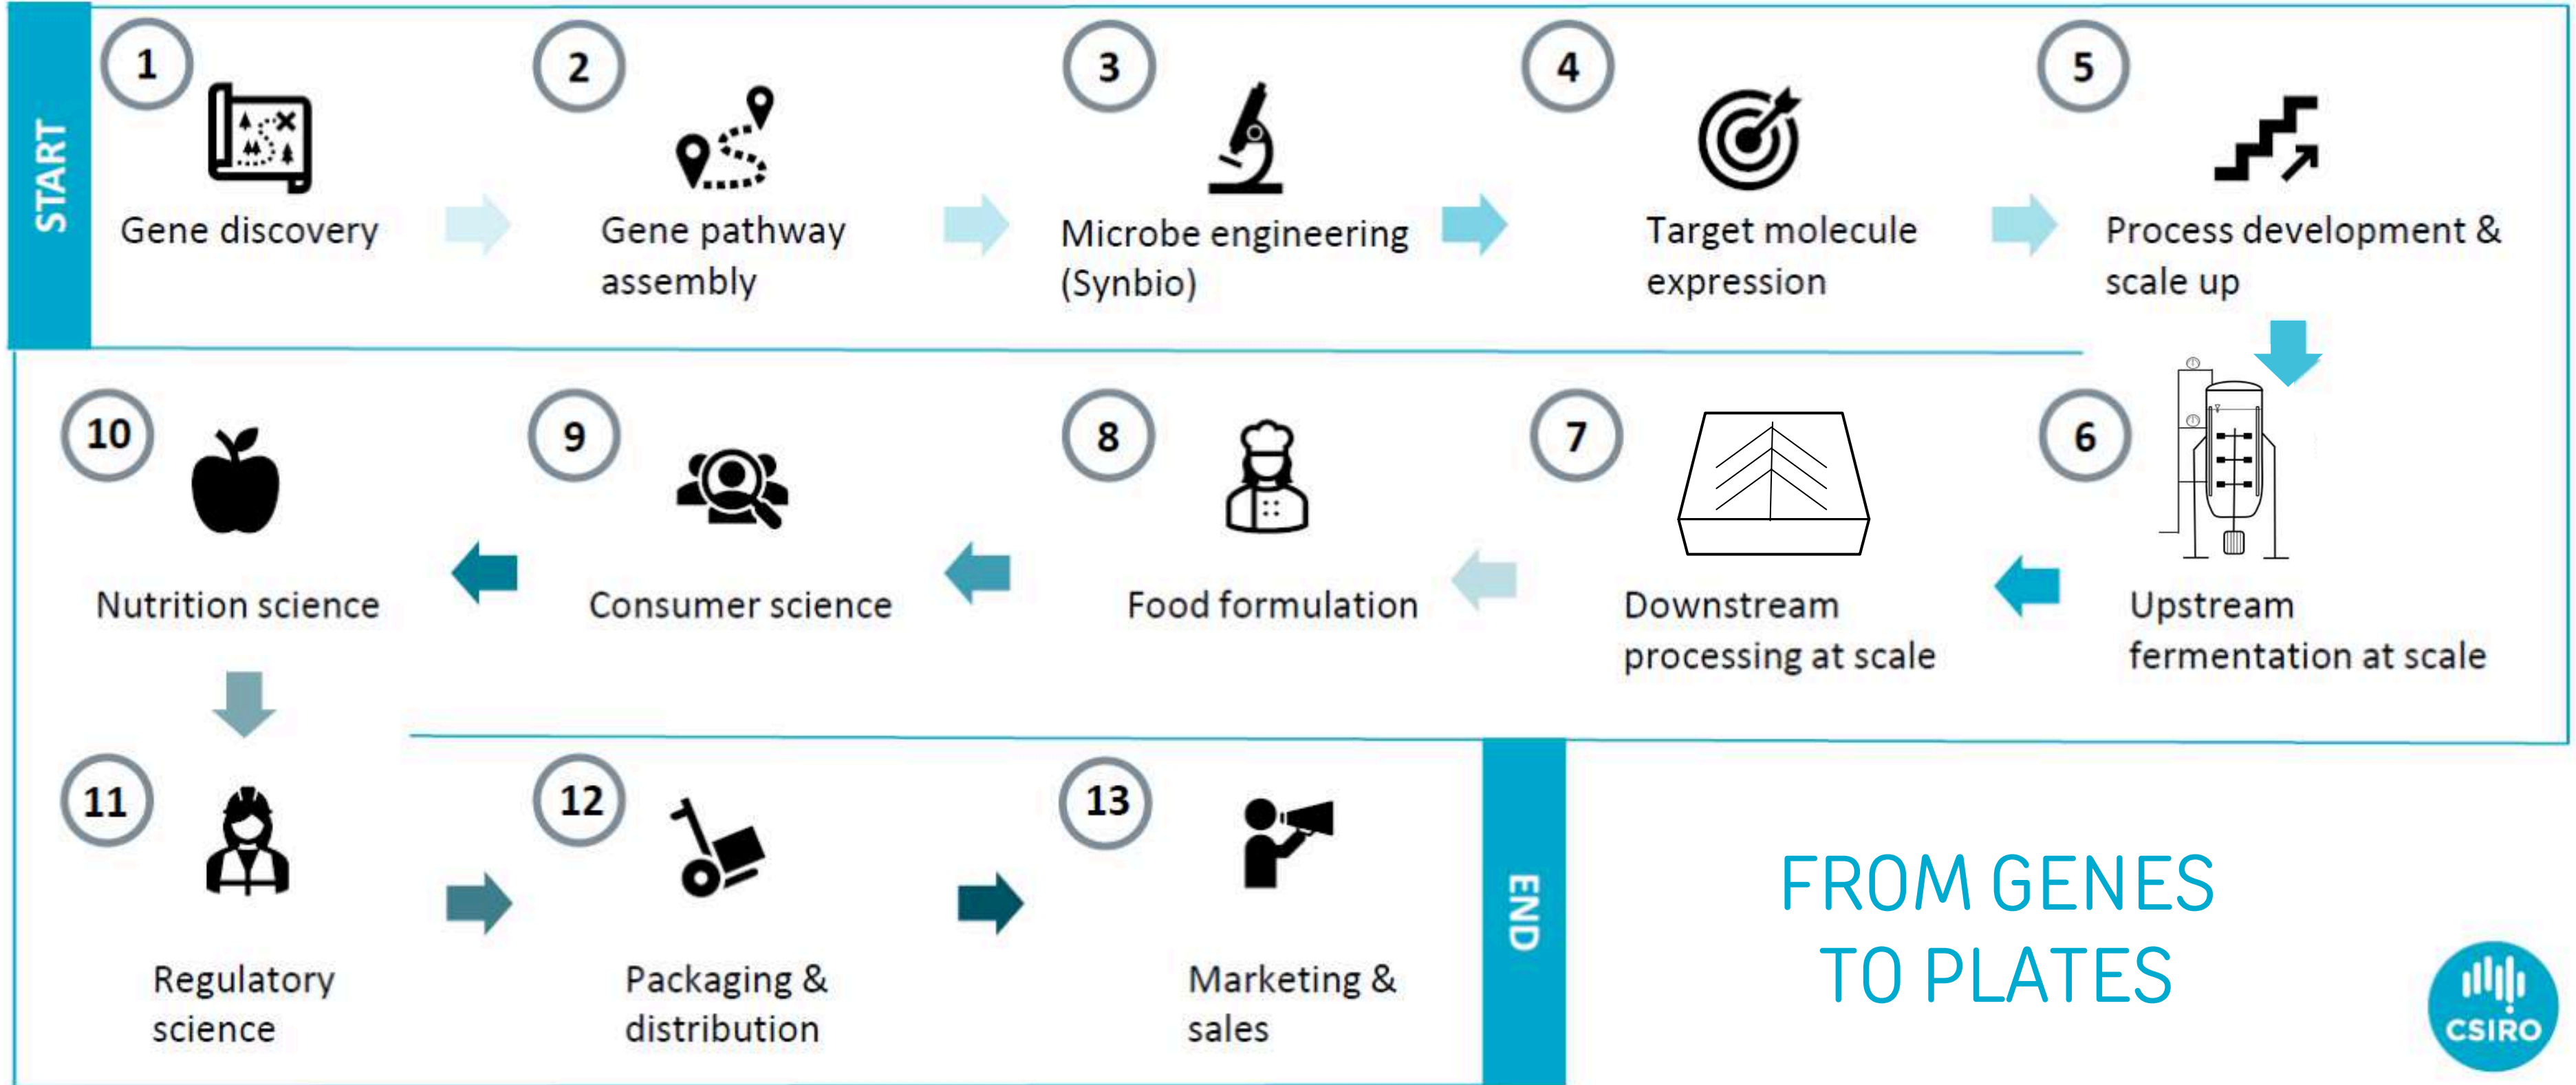 START
1
Gene discovery
2
Gene pathway
assembly
3
Microbe engineering
(Synbio)
4
Target molecule
expression
5
Process development &
scale up
6
Upstream
fermentation at scale
7
Downstream
processing at scale
8
Food formulation
9
Consumer science
10
Nutrition science
11
Regulatory
science
12
Packaging &
distribution
13
Marketing &
sales
END
FROM GENES
TO PLATES
CSIRO